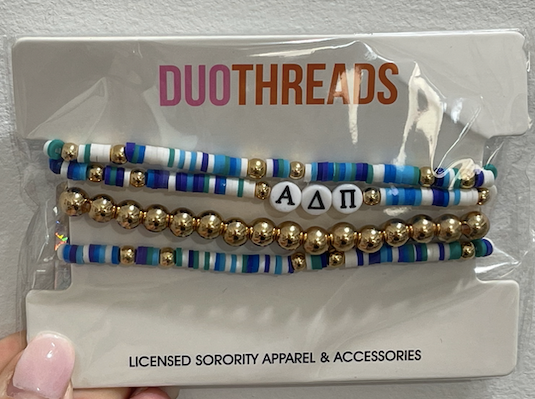 DUOTHREADS
ΑΔΠ
LICENSED SORORITY APPAREL & ACCESSORIES